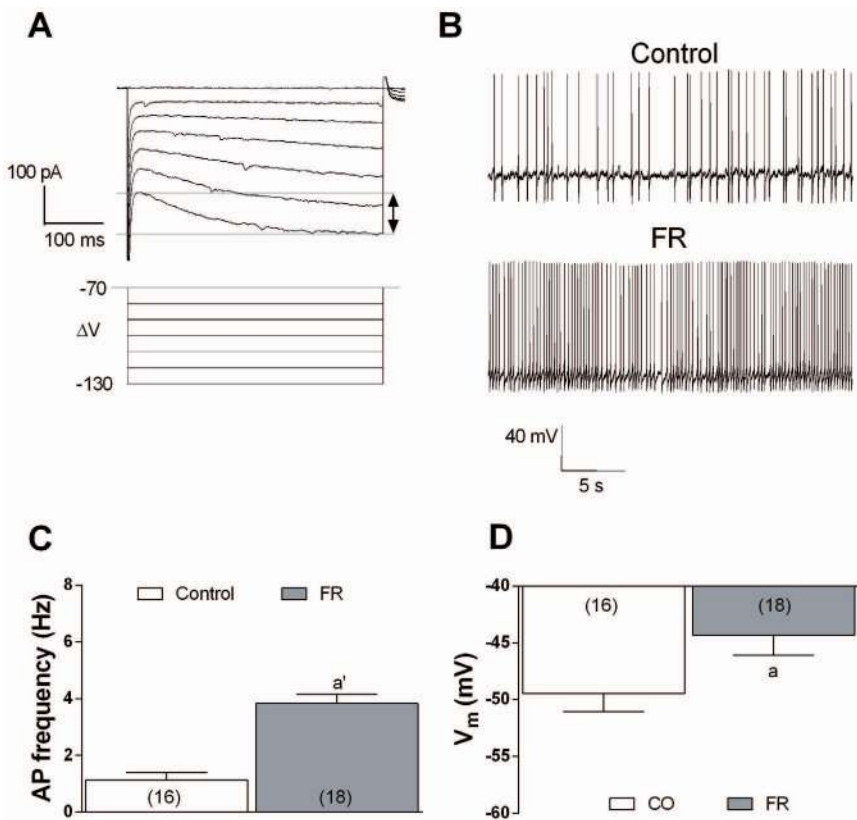 A
100 pA
100 ms
-70
ΔV
-130
B
Control
FR
40 mV
5 s
C
Control
FR
AP frequency (Hz)
8
6
4
2
0
a'
(16)
(18)
D
Vm (mV)
-40
-45
-50
-55
-60
(16)
(18)
a
CO
FR